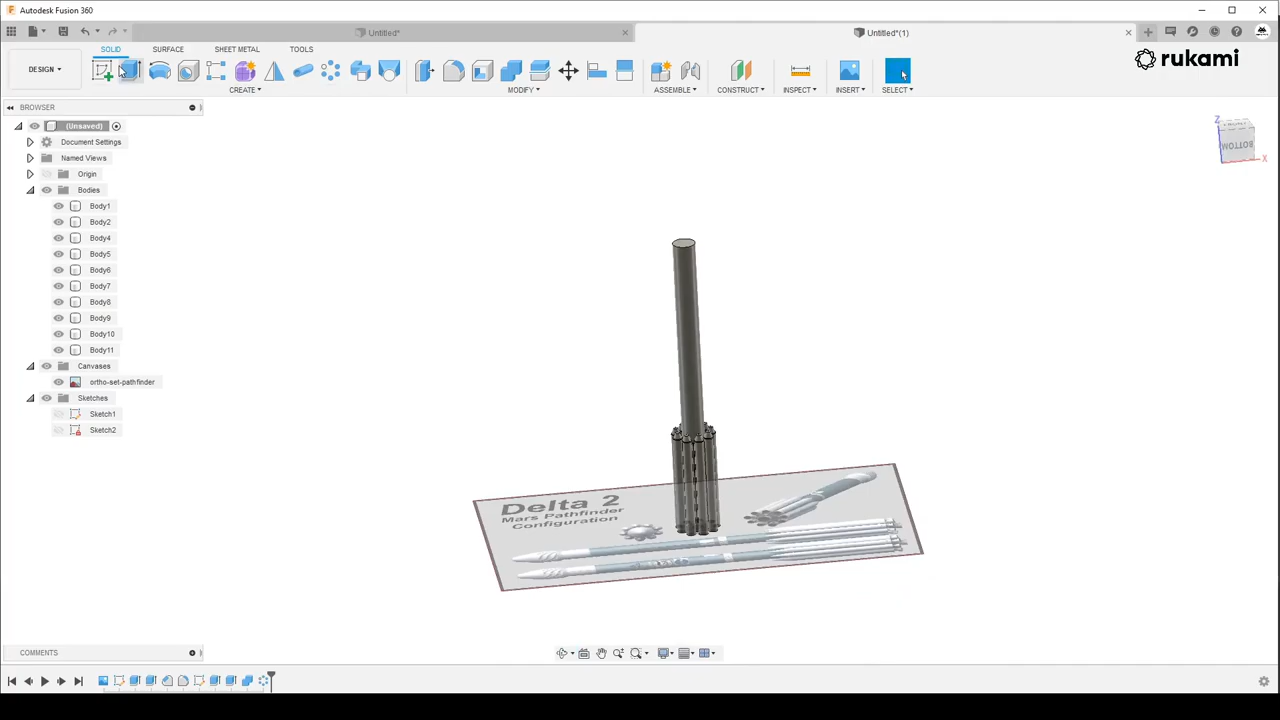 Autodesk Fusion 360
Untitled*
Untitled*(1)
SOLID
SURFACE
SHEET METAL
TOOLS
DESIGN
CREATE
MODIFY
ASSEMBLE
CONSTRUCT
INSPECT
INSERT
SELECT
rukami
BROWSER
(Unsaved)
Document Settings
Named Views
Origin
Bodies
Body1
Body2
Body4
Body5
Body6
Body7
Body8
Body9
Body10
Body11
Canvases
ortho-set-pathfinder
Sketches
Sketch1
Sketch2
Z
FRONT
BOTTOM
X
Delta 2
Mars Pathfinder
Configuration
COMMENTS